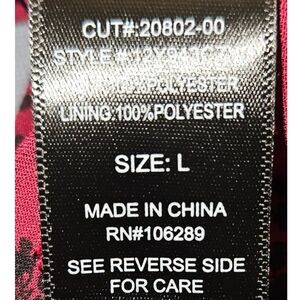 CUT#:20802-00
STYLE#
100%POLYESTER
LINING:100%POLYESTER
SIZE: L
MADE IN CHINA
RN#106289
SEE REVERSE SIDE
FOR CARE